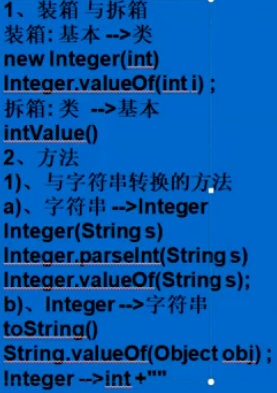 1、装箱 与拆箱
装箱: 基本 -->类
new Integer(int)
Integer.valueOf(int i) ;
拆箱: 类 -->基本
intValue()
2、方法
1)、与字符串转换的方法
a)、字符串 -->Integer
Integer(String s)
Integer.parseInt(String s)
Integer.valueOf(String s);
b)、Integer-->字符串
toString()
String.valueOf(Object obj) ;
Integer -->int +""